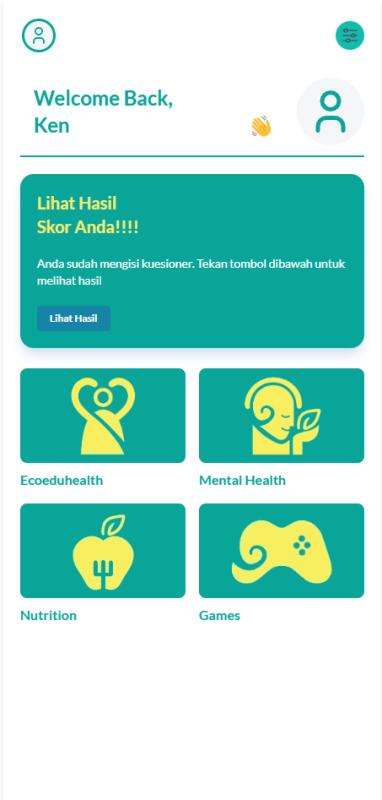 Welcome Back,
Ken
Lihat Hasil
Skor Anda!!!!
Anda sudah mengisi kuesioner. Tekan tombol dibawah untuk
melihat hasil
Lihat Hasil
Ecoeduhealth
Mental Health
Nutrition
Games